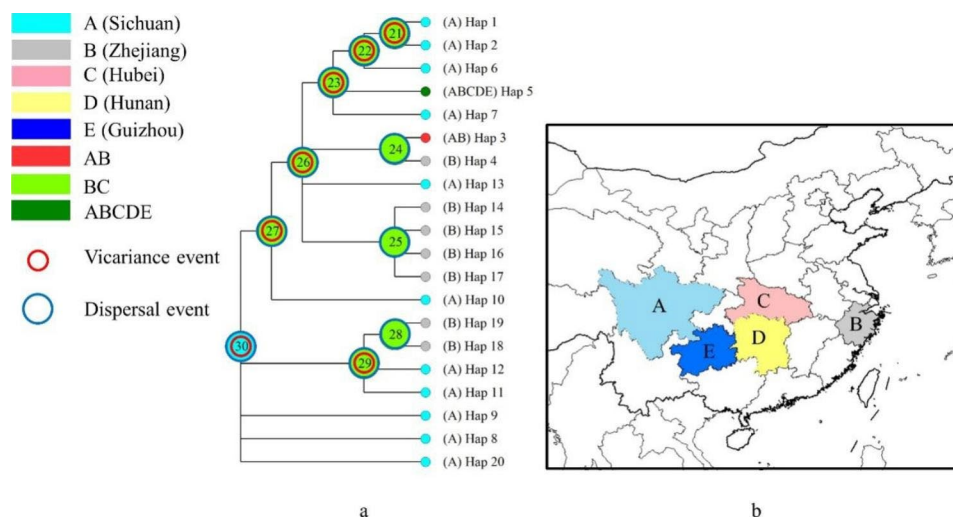 A (Sichuan)
B (Zhejiang)
C (Hubei)
D (Hunan)
E (Guizhou)
AB
BC
ABCDE
Vicariance event
Dispersal event
21
22
23
24
26
25
27
28
29
30
(A) Hap 1
(A) Hap 2
(A) Hap 6
(ABCDE) Hap 5
(A) Hap 7
(AB) Hap 3
(B) Hap 4
(A) Hap 13
(B) Hap 14
(B) Hap 15
(B) Hap 16
(B) Hap 17
(A) Hap 10
(B) Hap 19
(B) Hap 18
(A) Hap 12
(A) Hap 11
(A) Hap 9
(A) Hap 8
(A) Hap 20
a
A
C
B
D
E
b